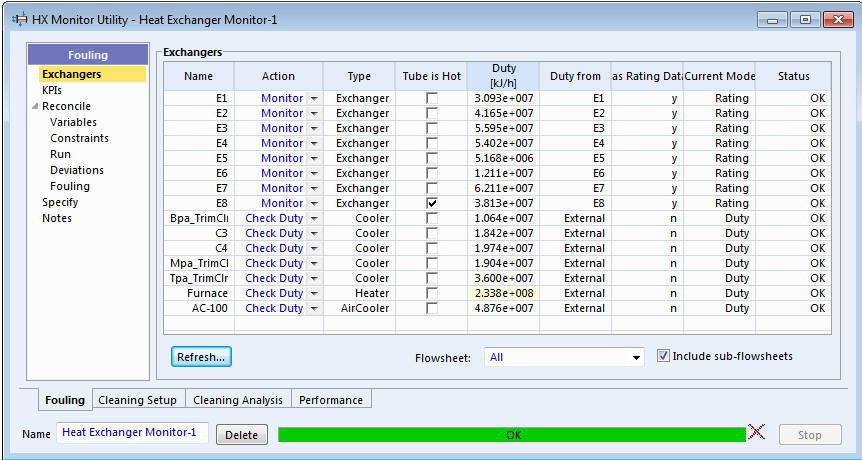 HX Monitor Utility - Heat Exchanger Monitor-1
Fouling
Exchangers
KPIs
Reconcile
Variables
Constraints
Run
Deviations
Fouling
Specify
Notes
Exchangers
Name Action Type Tube is Hot Duty [kJ/h] Duty from as Rating Dat Current Mode Status
E1 Monitor Exchanger 3.093e+007 E1 y Rating OK
E2 Monitor Exchanger 4.165e+007 E2 y Rating OK
E3 Monitor Exchanger 5.595e+007 E3 y Rating OK
E4 Monitor Exchanger 5.402e+007 E4 y Rating OK
E5 Monitor Exchanger 5.168e+006 E5 y Rating OK
E6 Monitor Exchanger 1.211e+007 E6 y Rating OK
E7 Monitor Exchanger 6.211e+007 E7 y Rating OK
E8 Monitor Exchanger 3.813e+007 E8 y Rating OK
Bpa_TrimClr Check Duty Cooler 1.064e+007 External n Duty OK
C3 Check Duty Cooler 1.842e+007 External n Duty OK
C4 Check Duty Cooler 1.974e+007 External n Duty OK
Mpa_TrimCl Check Duty Cooler 1.904e+007 External n Duty OK
Tpa_TrimClr Check Duty Cooler 3.600e+007 External n Duty OK
Furnace Check Duty Heater 2.338e+008 External n Duty OK
AC-100 Check Duty AirCooler 4.876e+007 External n Duty OK
Refresh... Flowsheet: All Include sub-flowsheets
Fouling Cleaning Setup Cleaning Analysis Performance
Name Heat Exchanger Monitor-1 Delete OK Stop